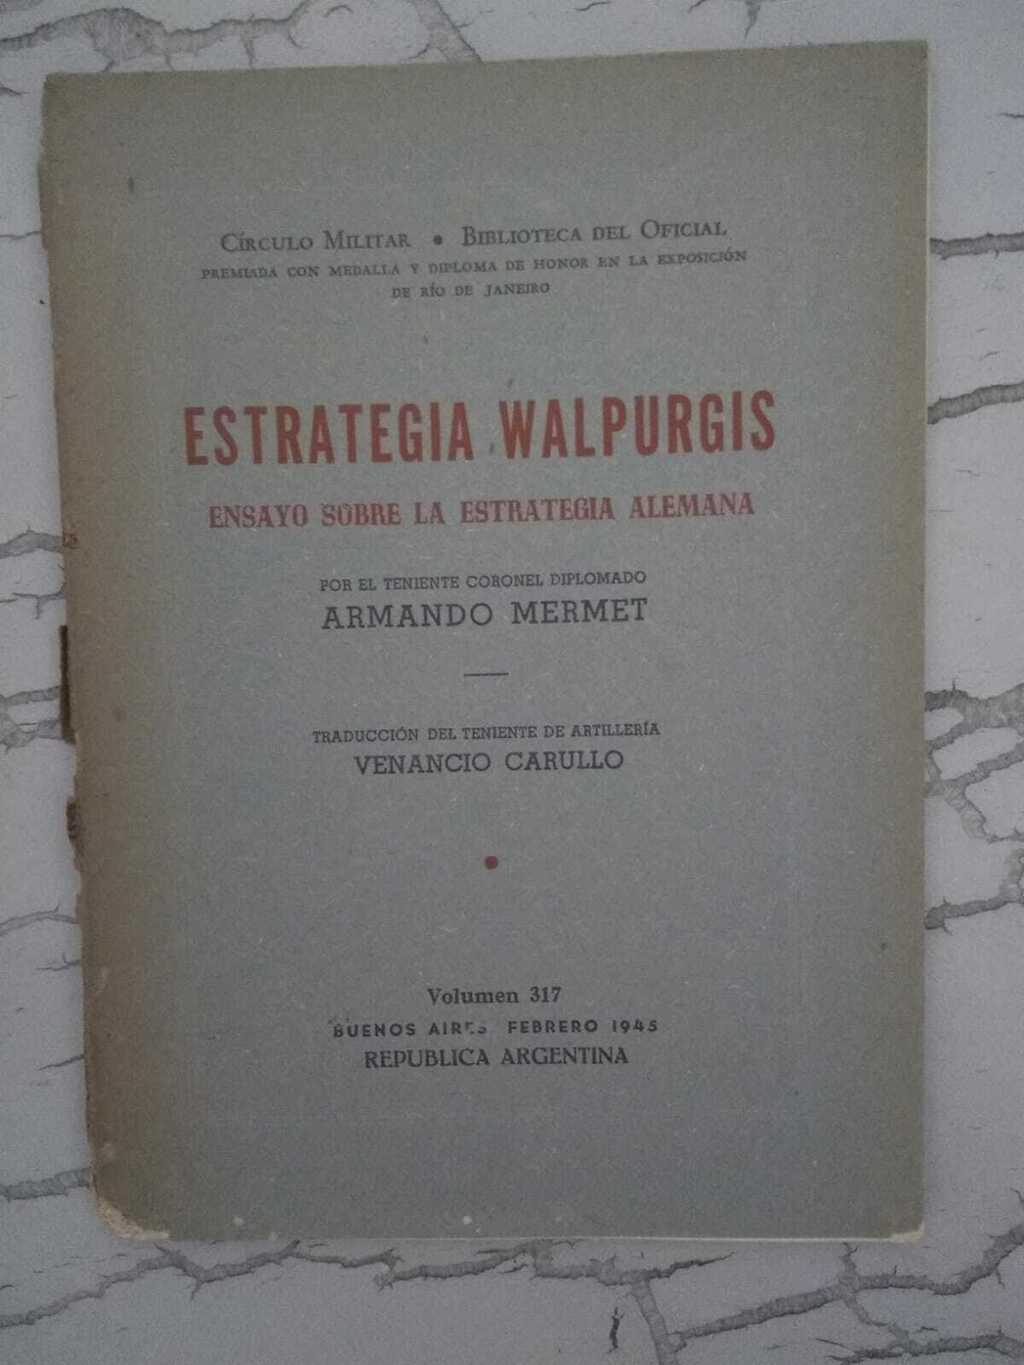 CÍRCULO MILITAR • BIBLIOTECA DEL OFICIAL
PREMIADA CON MEDALLA Y DIPLOMA DE HONOR EN LA EXPOSICIÓN
DE RÍO DE JANEIRO
ESTRATEGIA WALPURGIS
ENSAYO SOBRE LA ESTRATEGIA ALEMANA
POR EL TENIENTE CORONEL DIPLOMADO
ARMANDO MERMET
TRADUCCIÓN DEL TENIENTE DE ARTILLERÍA
VENANCIO CARULLO
Volumen 317
BUENOS AIRES, FEBRERO 1945
REPUBLICA ARGENTINA